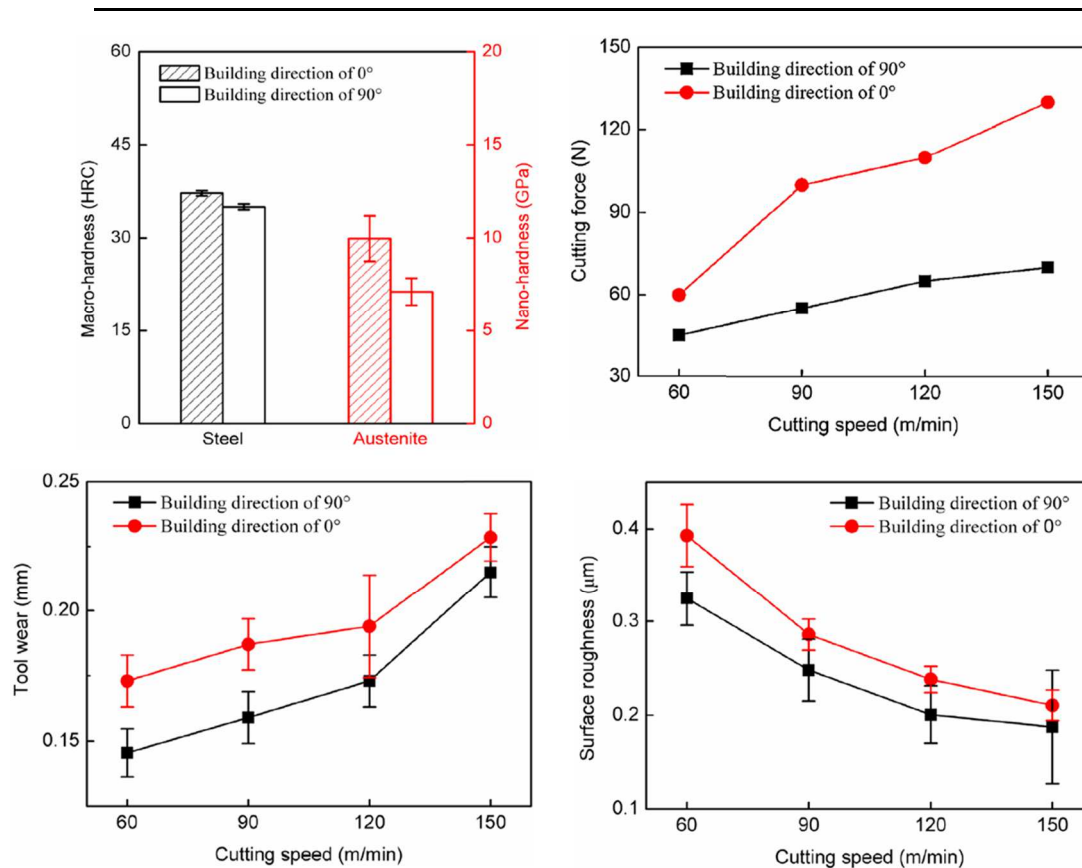 60
45
30
15
0
Macro-hardness (HRC)
Building direction of 0°
Building direction of 90°
Steel
Austenite
20
15
10
5
0
Nano-hardness (GPa)
130
110
90
70
50
30
Cutting force (N)
Building direction of 90°
Building direction of 0°
60 90 120 150
Cutting speed (m/min)
0.25
0.20
0.15
Tool wear (mm)
Building direction of 90°
Building direction of 0°
60 90 120 150
Cutting speed (m/min)
0.4
0.3
0.2
0.1
Surface roughness (μm)
Building direction of 90°
Building direction of 0°
60 90 120 150
Cutting speed (m/min)